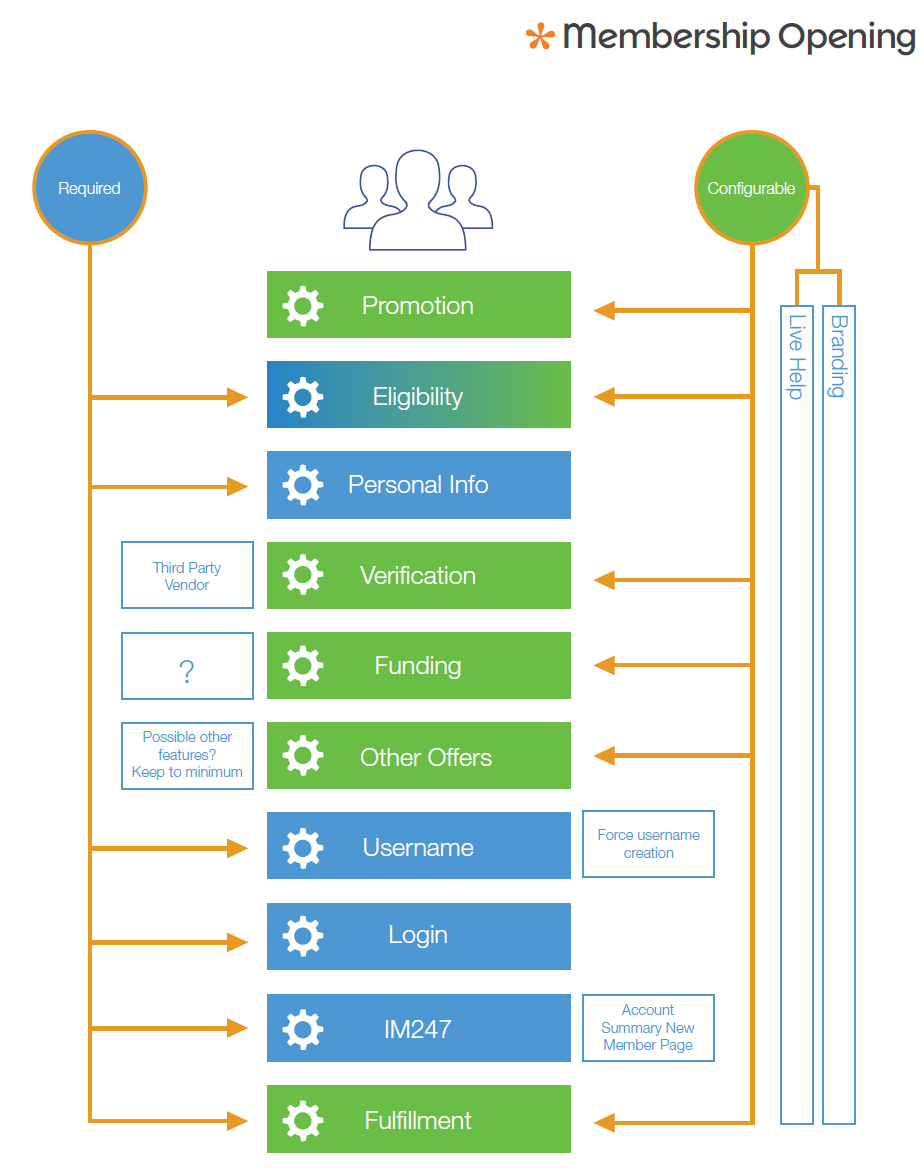 Membership Opening
Required
Configurable
Promotion
Live Help
Branding
Eligibility
Personal Info
Third Party
Vendor
Verification
?
Funding
Possible other
features?
Keep to minimum
Other Offers
Username
Force username
creation
Login
IM247
Account
Summary New
Member Page
Fulfillment